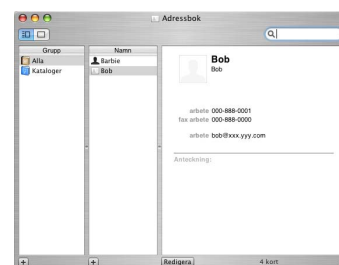 Adressbok
Grupp
Namn
Alla
Kataloger
Barbie
Bob
Bob
Bob
arbete 000-888-0001
fax arbete 000-888-0000
arbete bob@xxx.yyy.com
Anteckning:
Redigera
4 kort